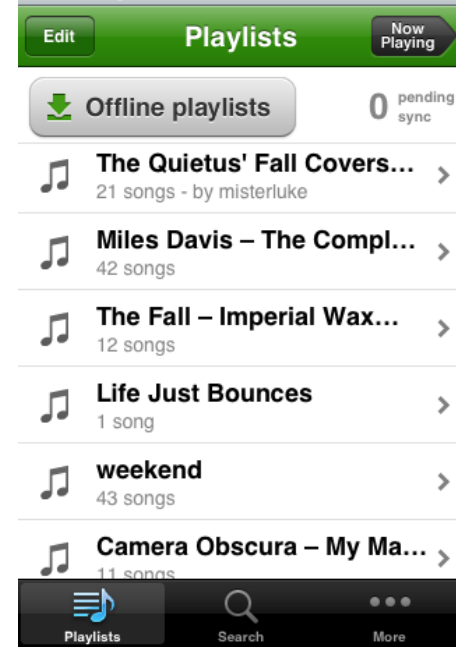 Edit
Playlists
Now
Playing
Offline playlists
0
pending
sync
The Quietus' Fall Covers...
21 songs - by misterluke
Miles Davis – The Compl...
42 songs
The Fall – Imperial Wax...
12 songs
Life Just Bounces
1 song
weekend
43 songs
Camera Obscura – My Ma...
11 songs
Playlists
Search
More